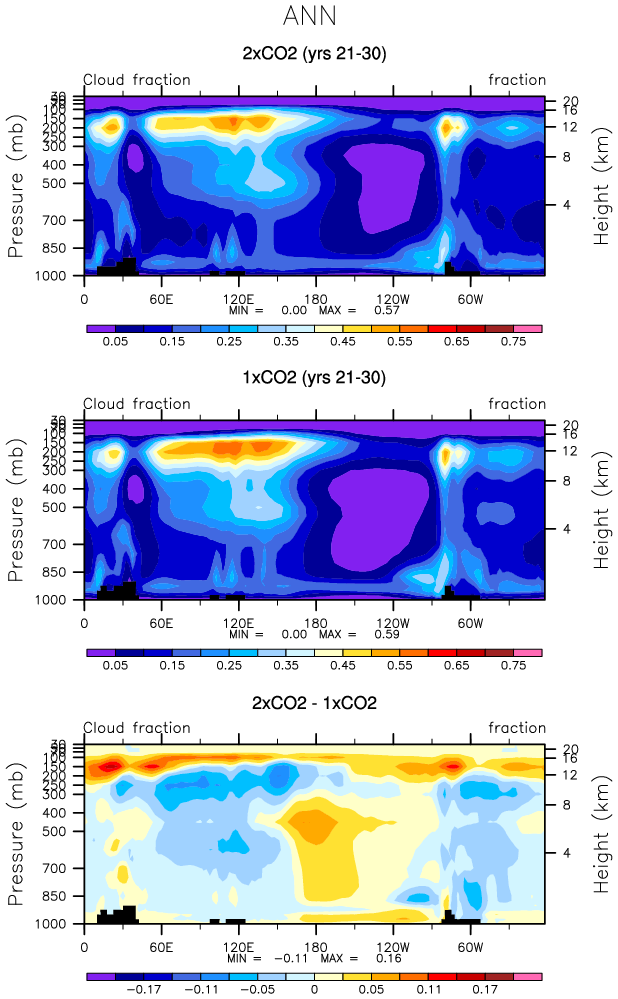 ANN
2xCO2 (yrs 21-30)
Cloud fraction fraction
Pressure (mb)
30
100
150
200
250
300
400
500
700
850
1000
20
16
12
8
4
Height (km)
0 60E 120E 180 120W 60W
MIN = 0.00 MAX = 0.57
0.05 0.15 0.25 0.35 0.45 0.55 0.65 0.75
1xCO2 (yrs 21-30)
Cloud fraction fraction
Pressure (mb)
30
100
150
200
250
300
400
500
700
850
1000
20
16
12
8
4
Height (km)
0 60E 120E 180 120W 60W
MIN = 0.00 MAX = 0.59
0.05 0.15 0.25 0.35 0.45 0.55 0.65 0.75
2xCO2 - 1xCO2
Cloud fraction fraction
Pressure (mb)
30
100
150
200
250
300
400
500
700
850
1000
20
16
12
8
4
Height (km)
0 60E 120E 180 120W 60W
MIN = -0.11 MAX = 0.16
-0.17 -0.11 -0.05 0 0.05 0.11 0.17